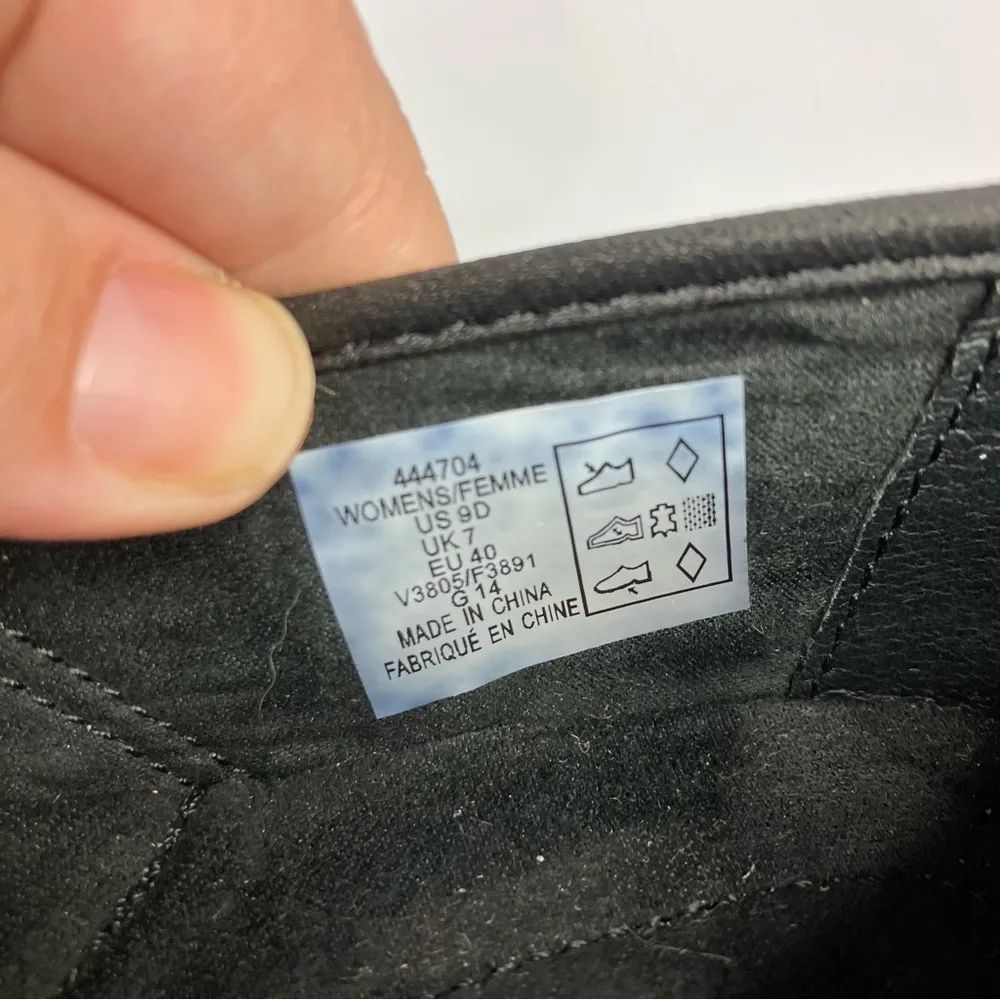 444704
WOMENS/FEMME
US 9D
UK 7
EU 40
V3805/F3891
G 14
MADE IN CHINA
FABRIQUÉ EN CHINE